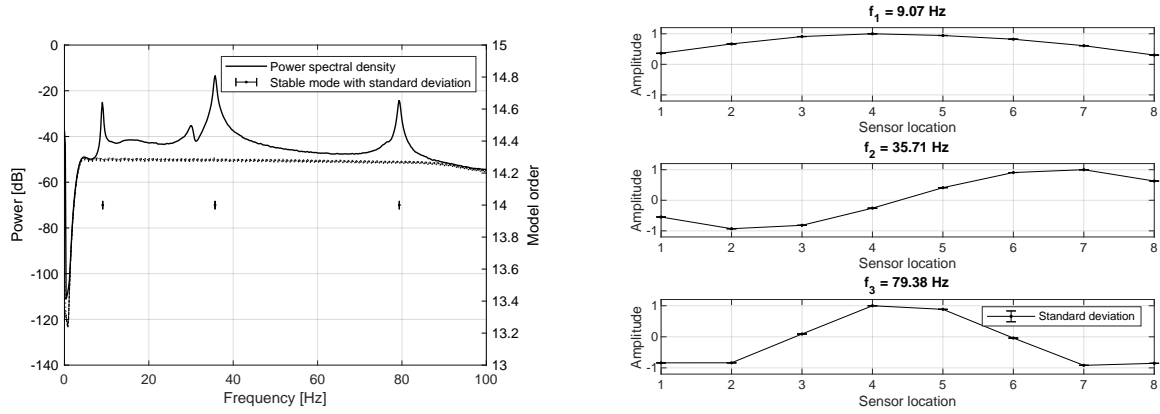 0
-20
-40
-60
-80
-100
-120
-140
Power [dB]
15
14.8
14.6
14.4
14.2
14
13.8
13.6
13.4
13.2
13
Model order
Power spectral density
Stable mode with standard deviation
0 20 40 60 80 100
Frequency [Hz]
f1 = 9.07 Hz
1
0
-1
Amplitude
1 2 3 4 5 6 7 8
Sensor location
f2 = 35.71 Hz
1
0
-1
Amplitude
1 2 3 4 5 6 7 8
Sensor location
f3 = 79.38 Hz
1
0
-1
Amplitude
Standard deviation
1 2 3 4 5 6 7 8
Sensor location